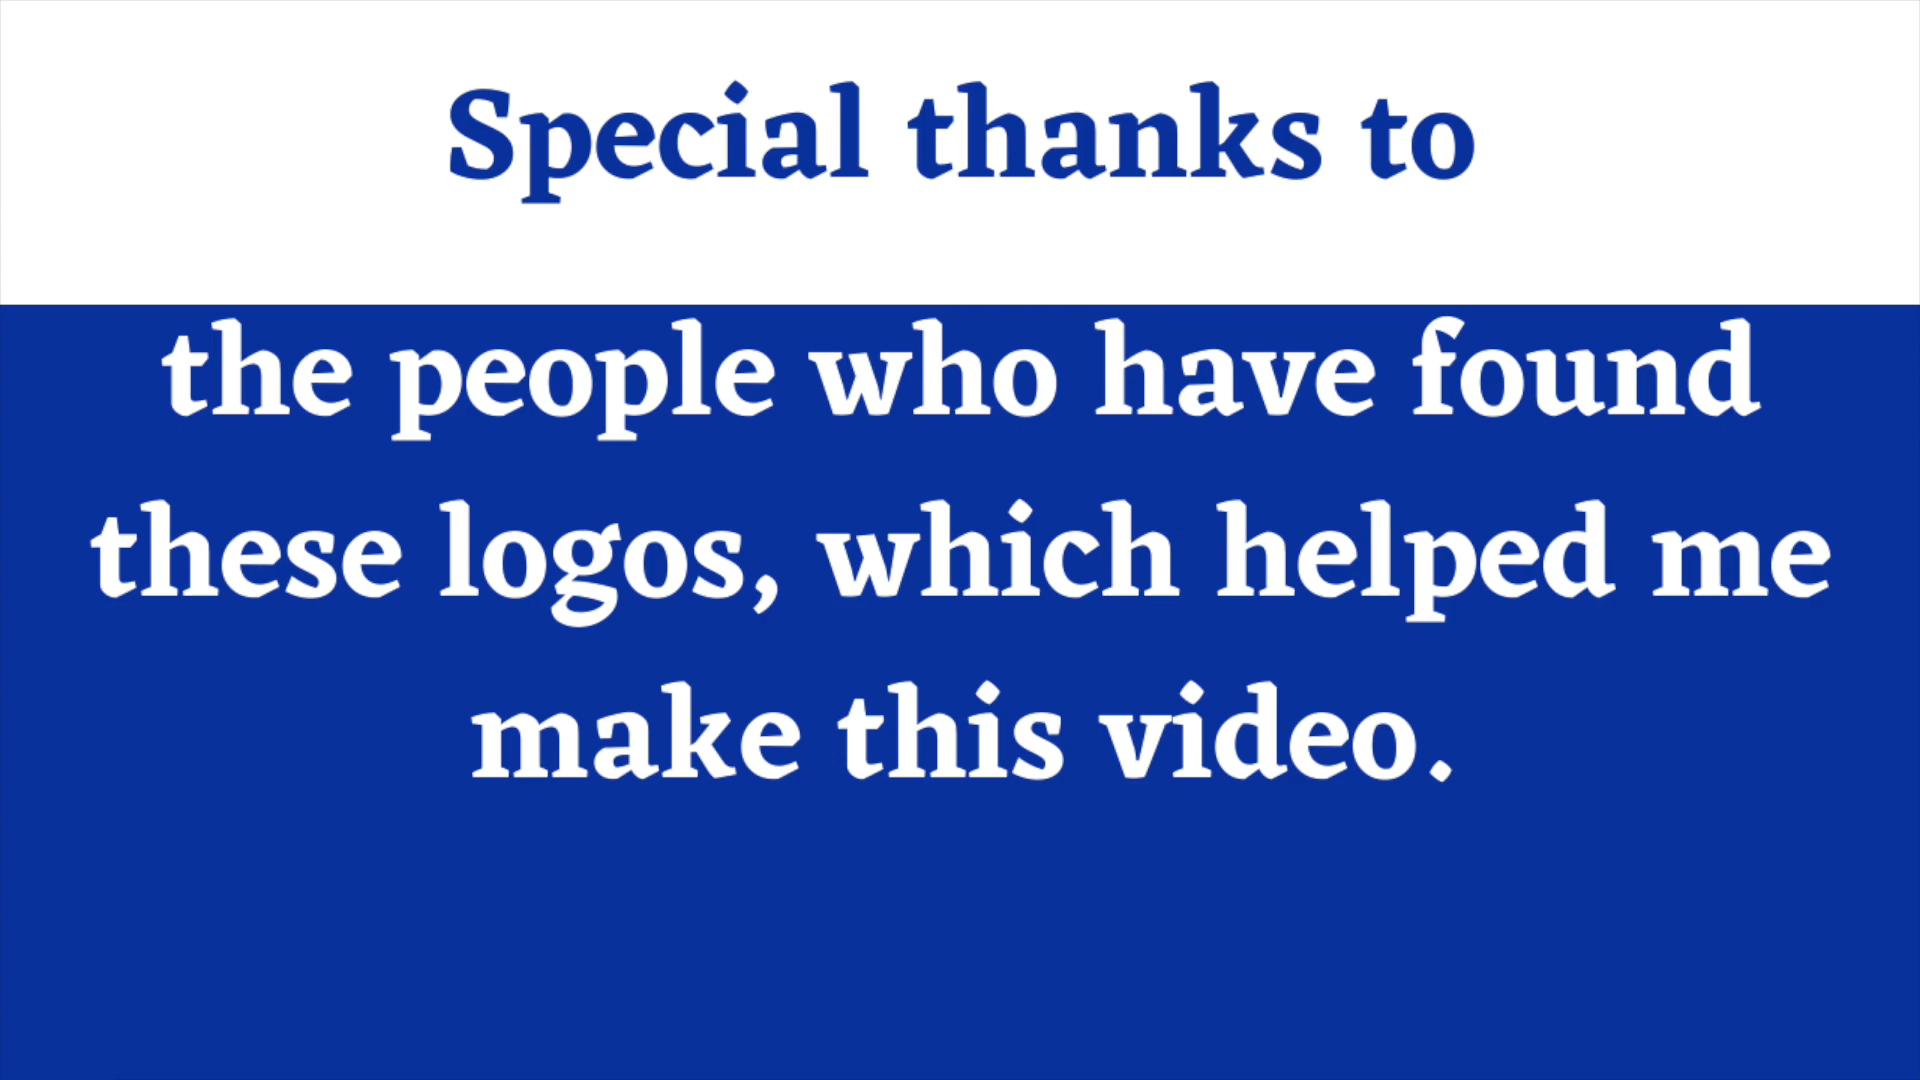 Special thanks to
the people who have found
these logos, which helped me
make this video.